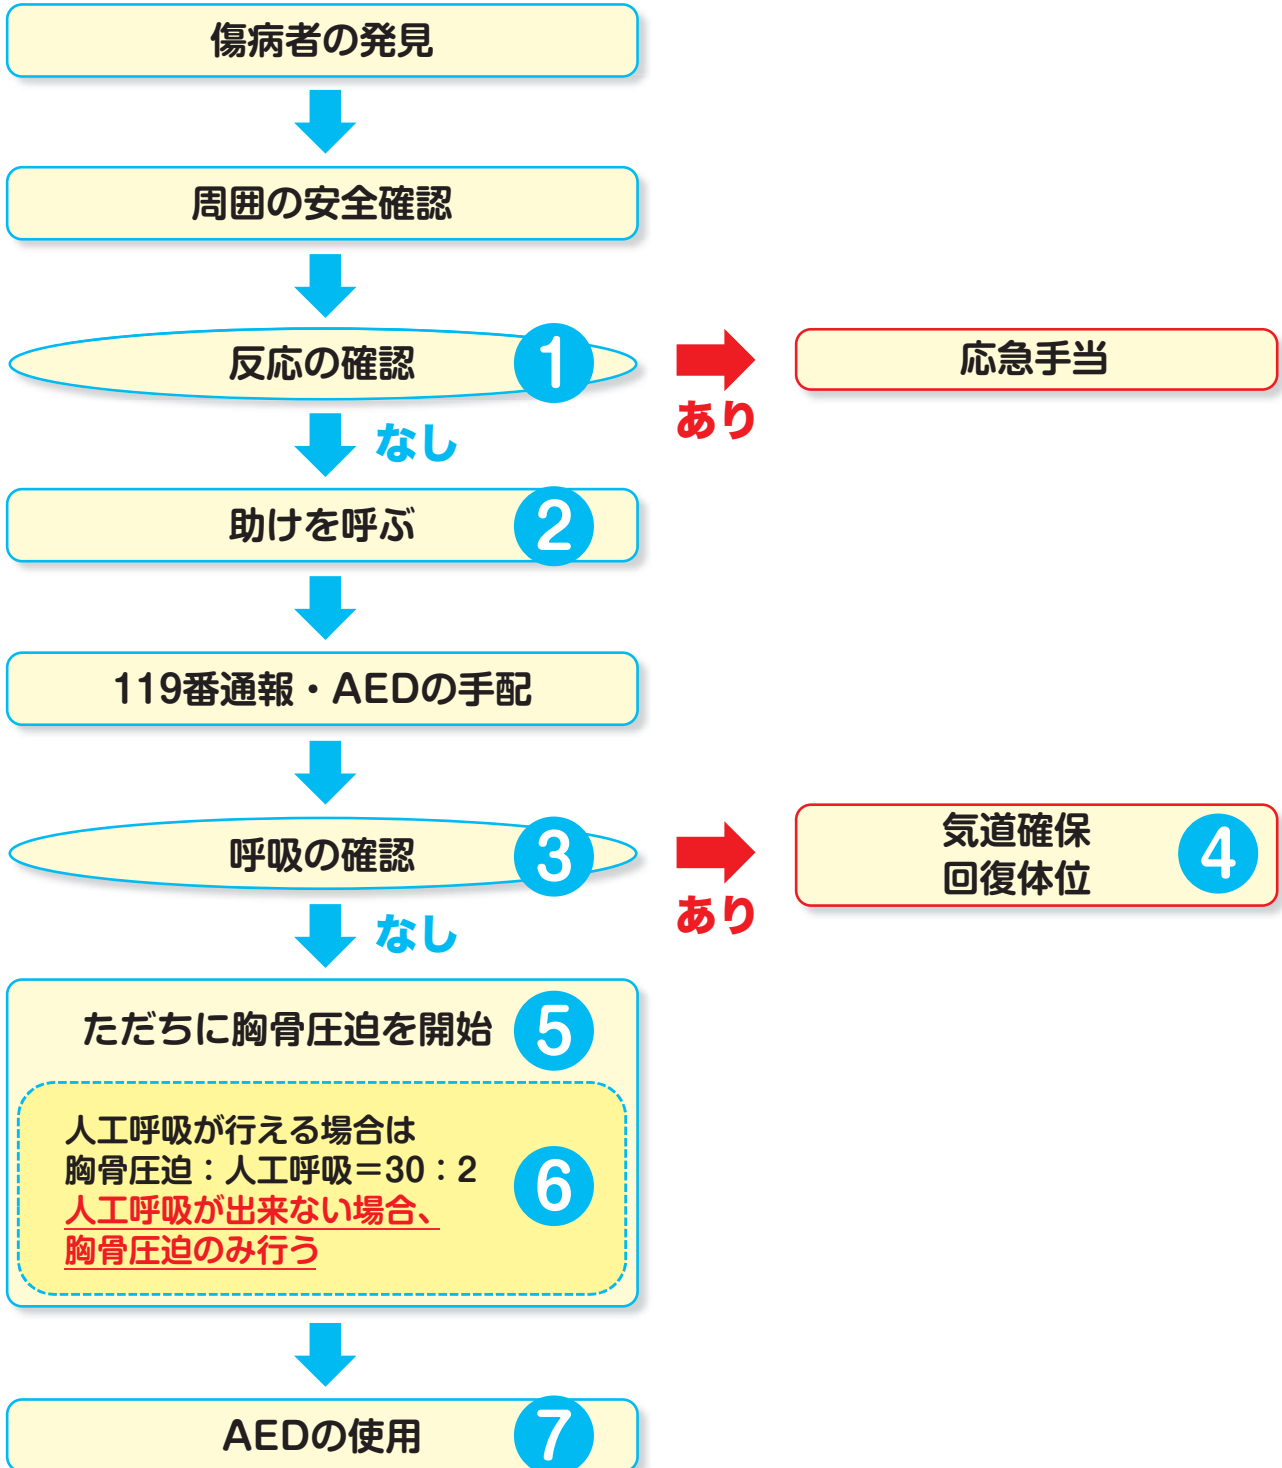 傷病者の発見
周囲の安全確認
反応の確認 1
あり
応急手当
なし
助けを呼ぶ 2
119番通報・AEDの手配
呼吸の確認 3
あり
気道確保
回復体位
4
なし
ただちに胸骨圧迫を開始 5
人工呼吸が行える場合は
胸骨圧迫：人工呼吸＝30：2
人工呼吸が出来ない場合、
胸骨圧迫のみ行う
6
AEDの使用 7